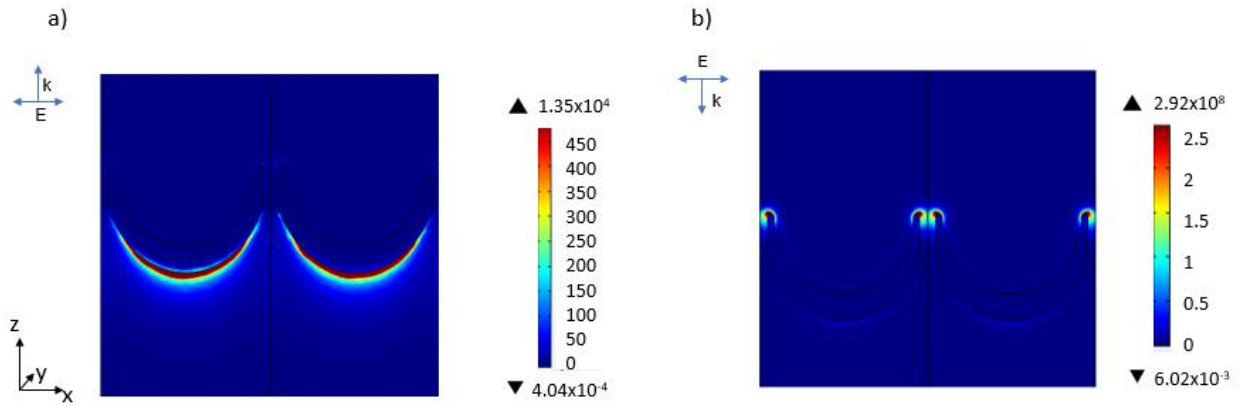 a)
k
E
▲ 1.35x10⁴
450
400
350
300
250
200
150
100
50
0
▼ 4.04x10⁻⁴
z
y
x
b)
E
k
▲ 2.92x10⁸
2.5
2
1.5
1
0.5
0
▼ 6.02x10⁻³